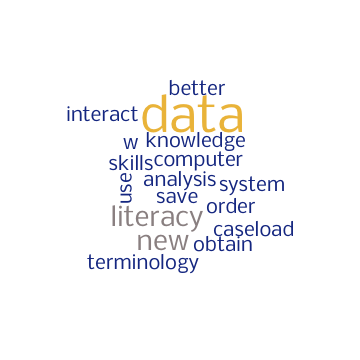 better
interact data
w knowledge
skills computer
use analysis system
save
literacy order
new caseload
obtain
terminology